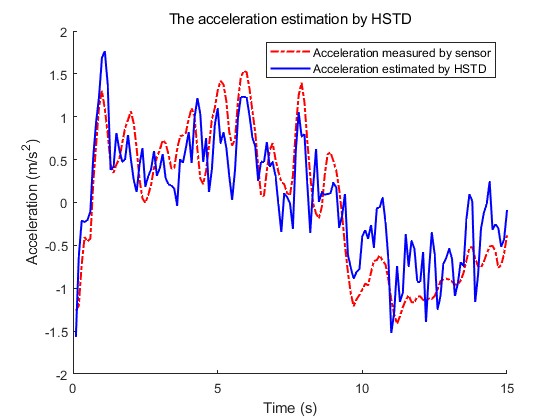 The acceleration estimation by HSTD
Acceleration measured by sensor
Acceleration estimated by HSTD
Acceleration (m/s²)
2
1.5
1
0.5
0
-0.5
-1
-1.5
-2
0 5 10 15
Time (s)